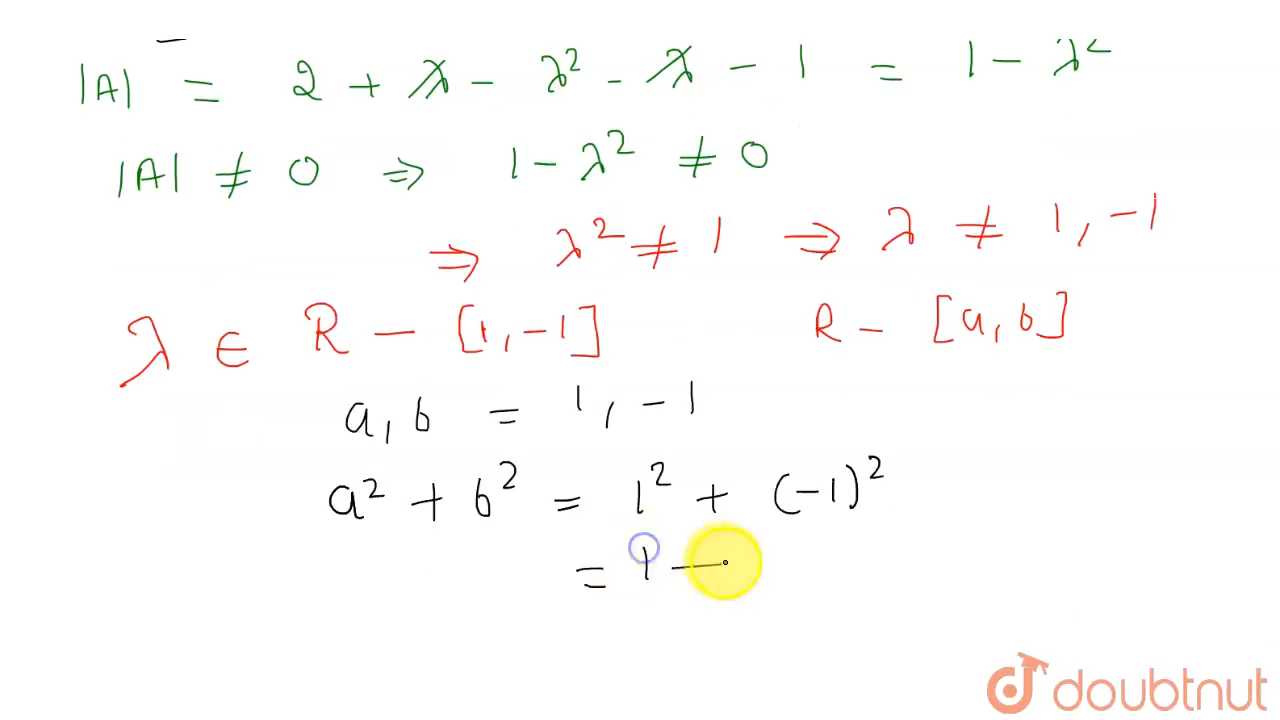 |A| = 2 + λ - λ² - λ - 1 = 1 - λ²
|A| ≠ 0 ⇒ 1 - λ² ≠ 0
⇒ λ² ≠ 1 ⇒ λ ≠ 1, -1
λ ∈ R - [1, -1] R - [a, b]
a, b = 1, -1
a² + b² = 1² + (-1)²
= 1 -
doubtnut